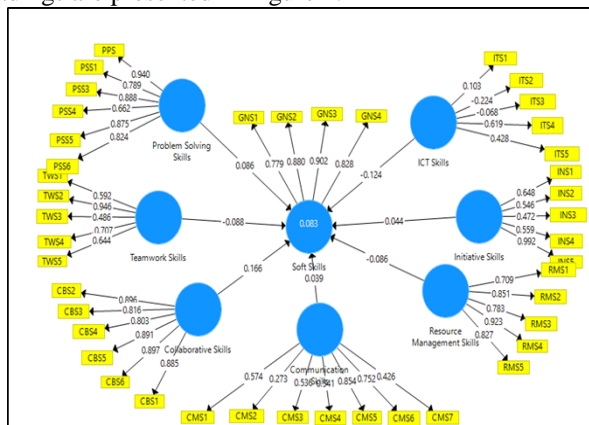 PPS
PSS1
PSS3
PSS4
PSS5
PSS6
0.940
0.789
0.888
0.662
0.875
0.824
Problem Solving
Skills
0.086
GNS1
GNS2
GNS3
GNS4
0.779
0.880
0.902
0.828
ITS1
ITS2
ITS3
ITS4
ITS5
0.103
-0.224
-0.068
0.619
0.428
ICT Skills
-0.124
TWS1
TWS2
TWS3
TWS4
TWS5
0.592
0.946
0.486
0.707
0.644
Teamwork Skills
-0.088
0.083
Soft Skills
0.044
INS1
INS2
INS3
INS4
INS5
0.648
0.546
0.472
0.559
0.992
Initiative Skills
-0.086
0.166
0.039
CBS2
CBS3
CBS4
CBS5
CBS6
CBS1
0.896
0.816
0.803
0.891
0.897
0.885
Collaborative Skills
RMS1
RMS2
RMS3
RMS4
RMS5
0.709
0.851
0.783
0.923
0.827
Resource
Management Skills
Communication
Skills
0.574
0.273
0.536
0.854
0.752
0.426
CMS1
CMS2
CMS3
CMS4
CMS5
CMS6
CMS7